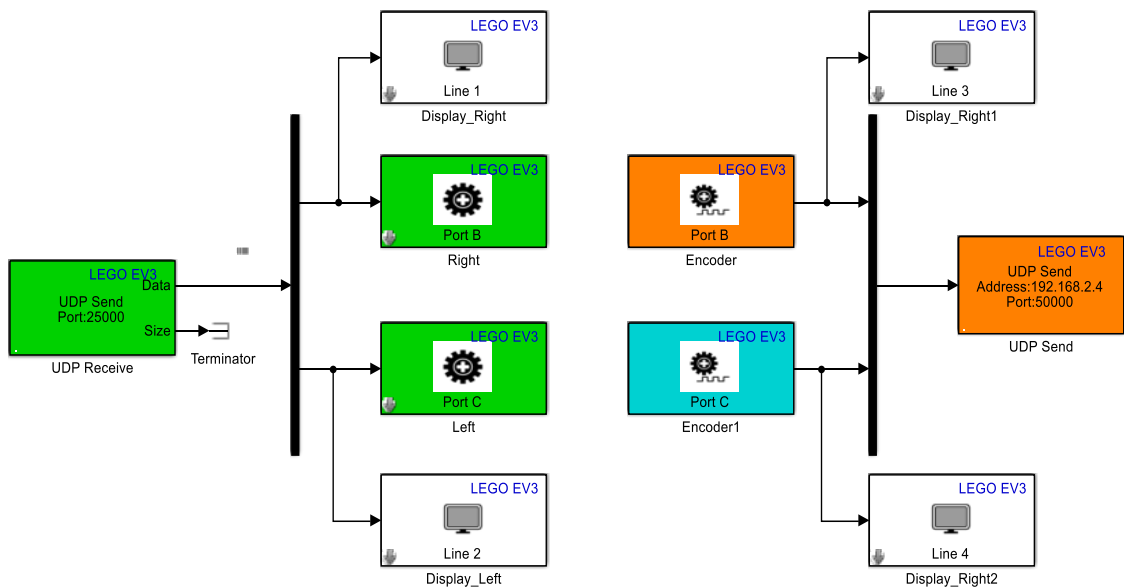 LEGO EV3
Line 1
Display_Right
LEGO EV3
Port B
Right
LEGO EV3
Data
UDP Send
Port:25000
Size
UDP Receive
Terminator
LEGO EV3
Port C
Left
LEGO EV3
Line 2
Display_Left
LEGO EV3
Line 3
Display_Right1
LEGO EV3
Port B
Encoder
LEGO EV3
UDP Send
Address:192.168.2.4
Port:50000
UDP Send
LEGO EV3
Port C
Encoder1
LEGO EV3
Line 4
Display_Right2